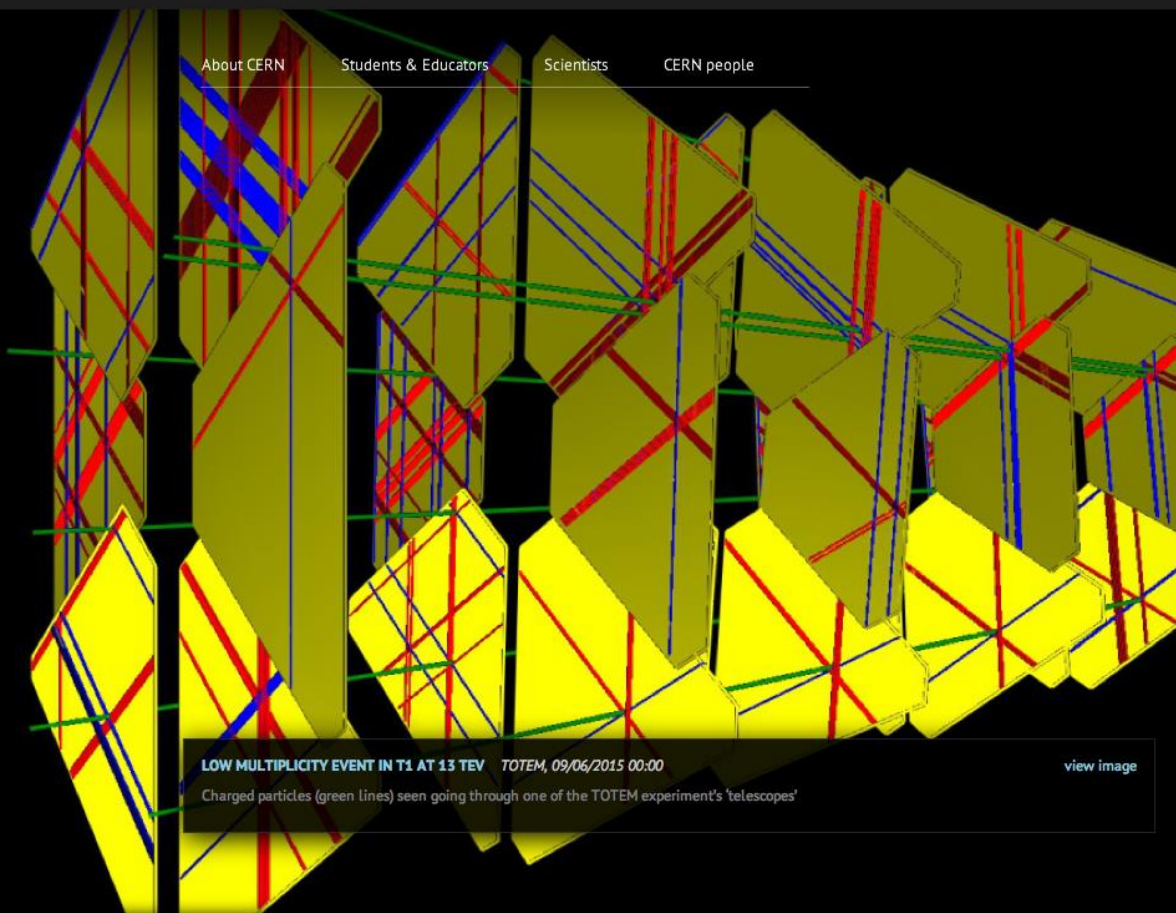 About CERN Students & Educators Scientists CERN people
LOW MULTIPLICITY EVENT IN T1 AT 13 TEV TOTEM, 09/06/2015 00:00 view image
Charged particles (green lines) seen going through one of the TOTEM experiment's 'telescopes'